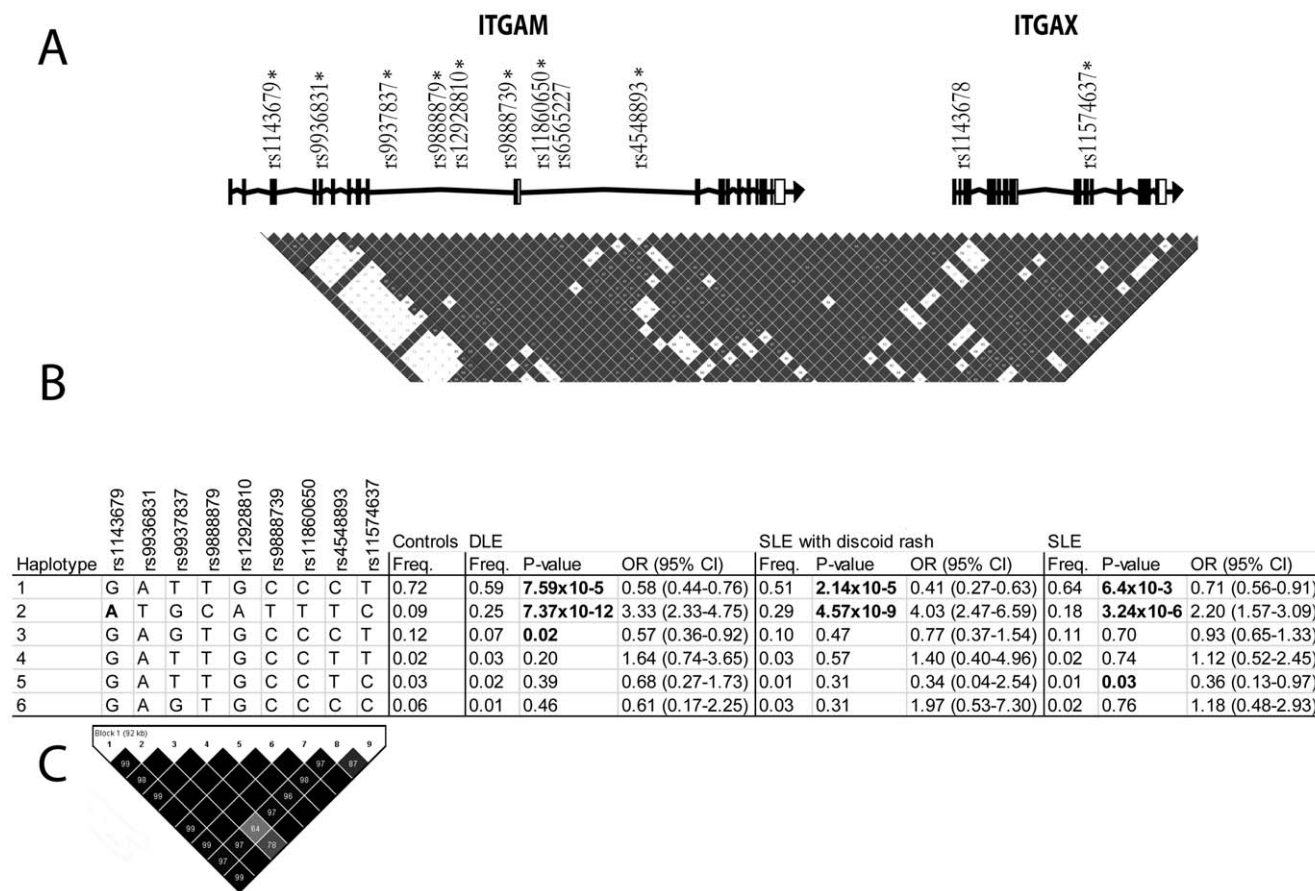 A
ITGAM ITGAX
rs1143679* rs9936831* rs9937837* rs9888879* rs12928810* rs9888739* rs11860650* rs6565227 rs4548893* rs1143678 rs11574637*
B
rs1143679 rs9936831 rs9937837 rs9888879 rs12928810 rs9888739 rs11860650 rs4548893 rs11574637
Controls DLE SLE with discoid rash SLE
Haplotype Freq. Freq. P-value OR (95% CI) Freq. P-value OR (95% CI) Freq. P-value OR (95% CI)
1 G A T T G C C C T 0.72 0.59 7.59x10-5 0.58 (0.44-0.76) 0.51 2.14x10-5 0.41 (0.27-0.63) 0.64 6.4x10-3 0.71 (0.56-0.91)
2 A T G C A T T T C 0.09 0.25 7.37x10-12 3.33 (2.33-4.75) 0.29 4.57x10-9 4.03 (2.47-6.59) 0.18 3.24x10-6 2.20 (1.57-3.09)
3 G A G T G C C C T 0.12 0.07 0.02 0.57 (0.36-0.92) 0.10 0.47 0.77 (0.37-1.54) 0.11 0.70 0.93 (0.65-1.33)
4 G A T T G C C T T 0.02 0.03 0.20 1.64 (0.74-3.65) 0.03 0.57 1.40 (0.40-4.96) 0.02 0.74 1.12 (0.52-2.45)
5 G A T T G C C T C 0.03 0.02 0.39 0.68 (0.27-1.73) 0.01 0.31 0.34 (0.04-2.54) 0.01 0.03 0.36 (0.13-0.97)
6 G A G T G C C C C 0.06 0.01 0.46 0.61 (0.17-2.25) 0.03 0.31 1.97 (0.53-7.30) 0.02 0.76 1.18 (0.48-2.93)
C
Block 1 (92 kb)
1 2 3 4 5 6 7 8 9
99 97 87
98 98
99 96
97
99 64
99 97 78
97
99